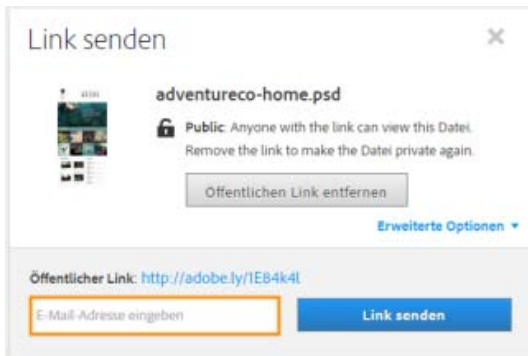 Link senden
adventureco-home.psd
Public: Anyone with the link can view this Datei.
Remove the link to make the Datei private again.
Öffentlichen Link entfernen
Erweiterte Optionen
Öffentlicher Link: http://adobe.ly/1E84k4l
E-Mail-Adresse eingeben
Link senden